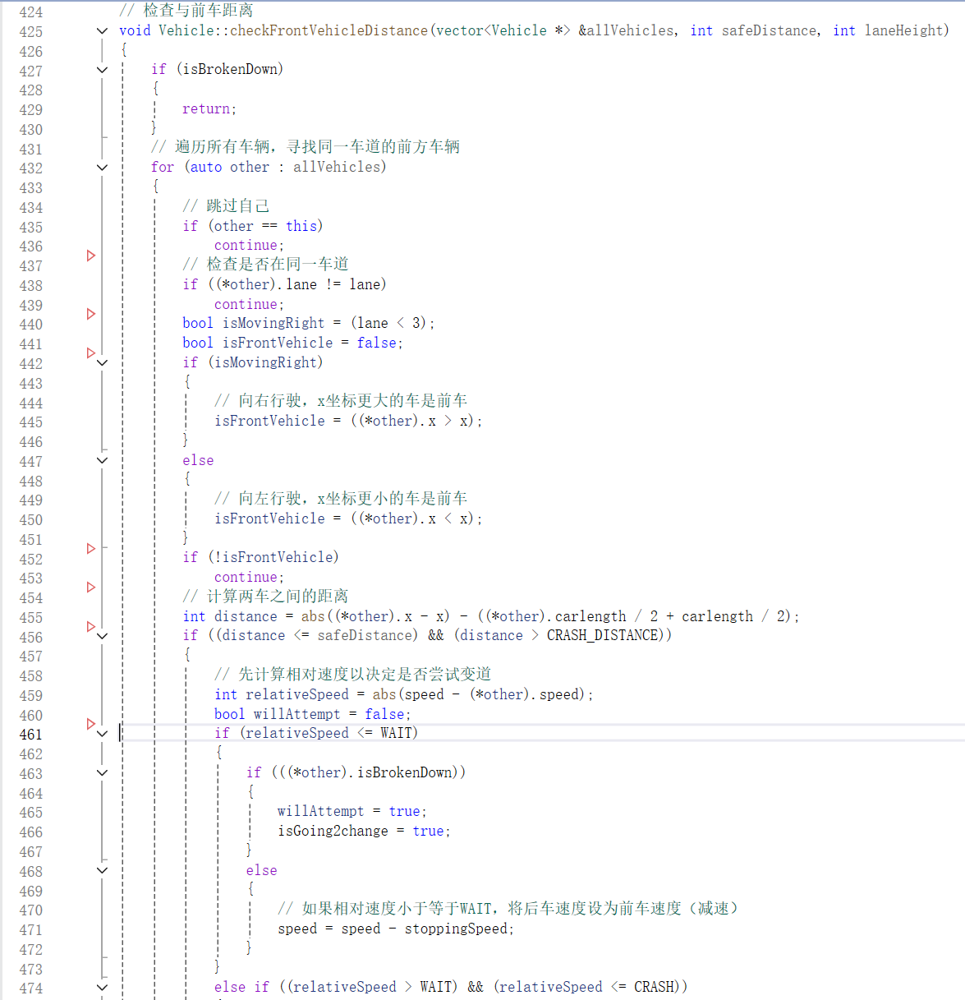 424 // 检查与前车距离
425 void Vehicle::checkFrontVehicleDistance(vector<Vehicle *> &allVehicles, int safeDistance, int laneHeight)
426 {
427 if (isBrokenDown)
428 {
429 return;
430 }
431 // 遍历所有车辆，寻找同一车道的前方车辆
432 for (auto other : allVehicles)
433 {
434 // 跳过自己
435 if (other == this)
436 continue;
437 // 检查是否在同一车道
438 if ((*other).lane != lane)
439 continue;
440 bool isMovingRight = (lane < 3);
441 bool isFrontVehicle = false;
442 if (isMovingRight)
443 {
444 // 向右行驶，x坐标更大的车是前车
445 isFrontVehicle = ((*other).x > x);
446 }
447 else
448 {
449 // 向左行驶，x坐标更小的车是前车
450 isFrontVehicle = ((*other).x < x);
451 }
452 if (!isFrontVehicle)
453 continue;
454 // 计算两车之间的距离
455 int distance = abs((*other).x - x) - ((*other).carlength / 2 + carlength / 2);
456 if ((distance <= safeDistance) && (distance > CRASH_DISTANCE))
457 {
458 // 先计算相对速度以决定是否尝试变道
459 int relativeSpeed = abs(speed - (*other).speed);
460 bool willAttempt = false;
461 if (relativeSpeed <= WAIT)
462 {
463 if (((*other).isBrokenDown))
464 {
465 willAttempt = true;
466 isGoing2change = true;
467 }
468 else
469 {
470 // 如果相对速度小于等于WAIT，将后车速度设为前车速度（减速）
471 speed = speed - stoppingSpeed;
472 }
473 }
474 else if ((relativeSpeed > WAIT) && (relativeSpeed <= CRASH))